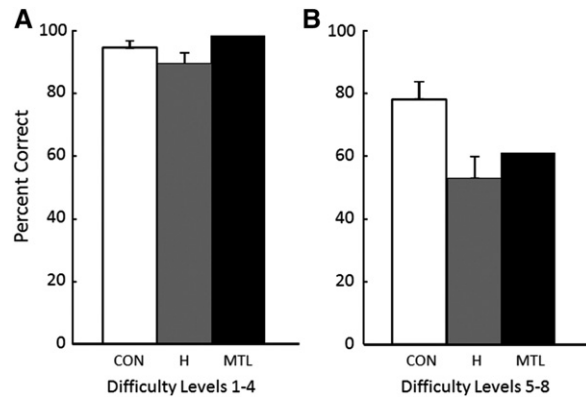 A
B
Percent Correct
100
80
60
40
20
0
CON H MTL
Difficulty Levels 1-4
100
80
60
40
20
0
CON H MTL
Difficulty Levels 5-8